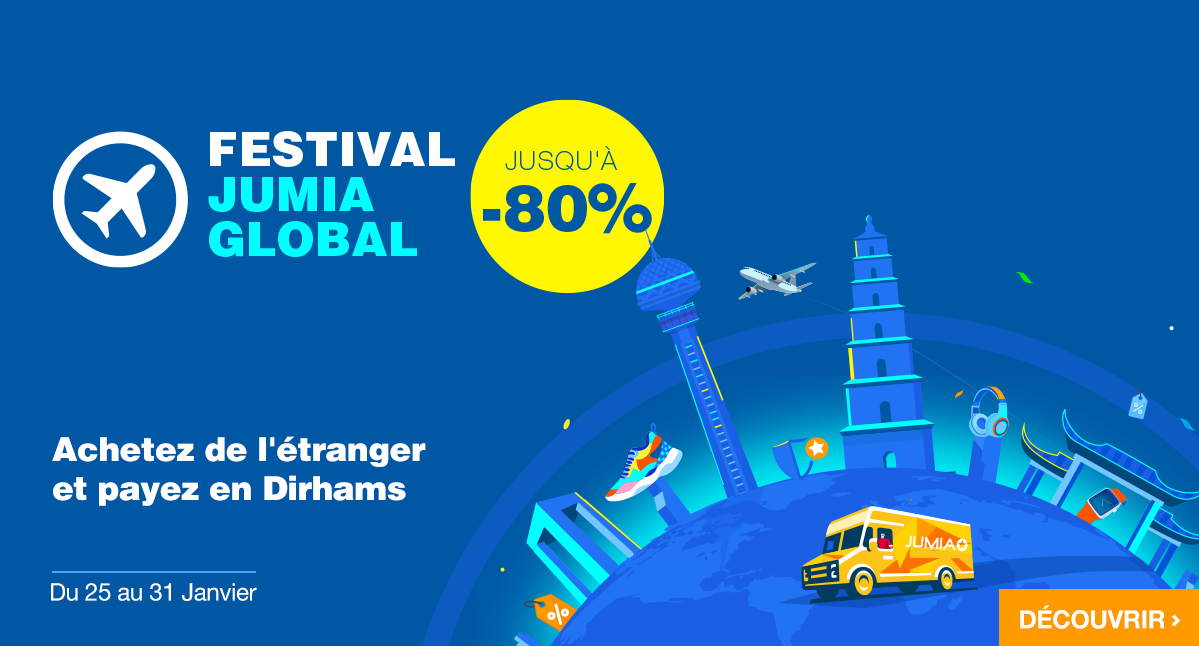 FESTIVAL
JUMIA
GLOBAL
JUSQU'À
-80%
Achetez de l'étranger
et payez en Dirhams
Du 25 au 31 Janvier
JUMIA
%
%
DÉCOUVRIR ›